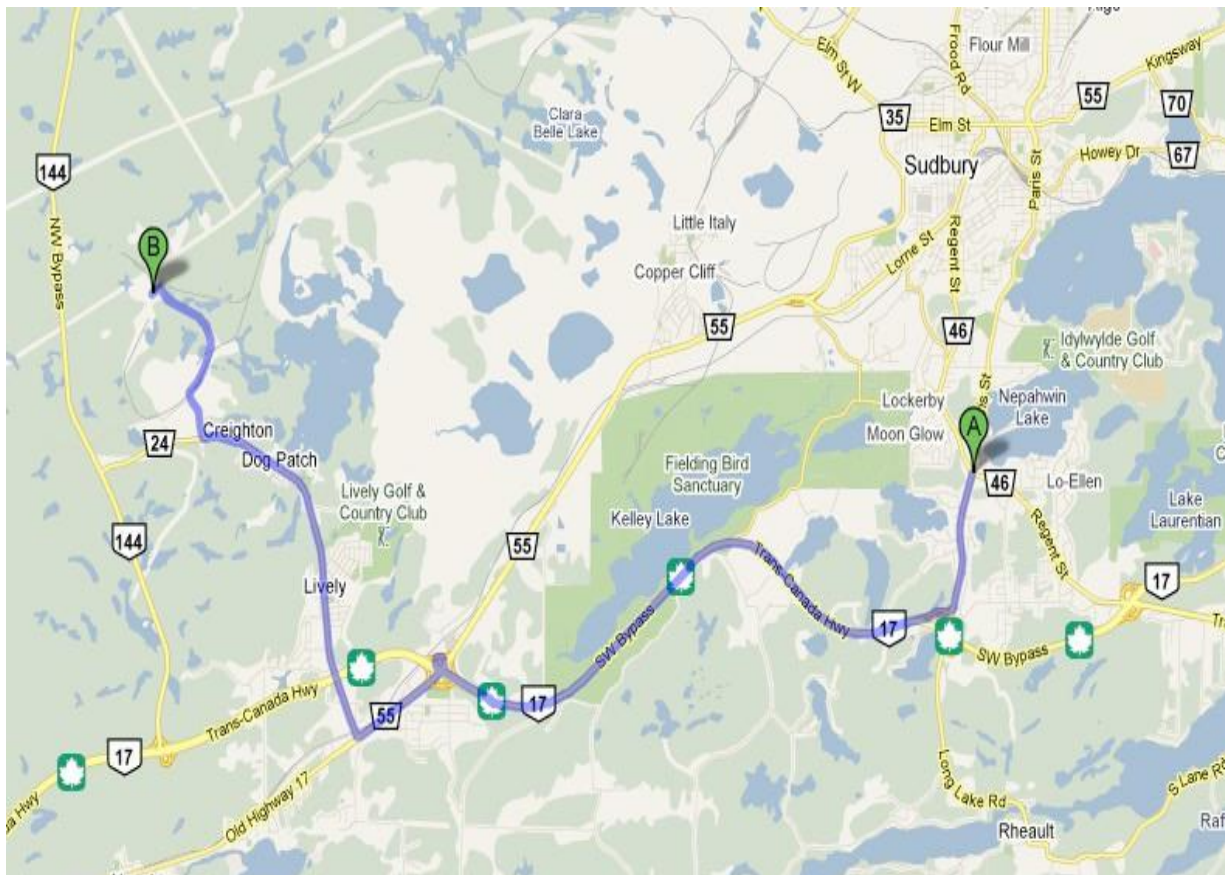 Elm St W
Frood Rd
Flour Mill
Kingsway
55
70
144
Clara
Belle Lake
35
Elm St
Howey Dr
67
Sudbury
Paris St
NW Bypass
B
Little Italy
Regent St
Lorne St
Copper Cliff
55
46
Idylwylde Golf
& Country Club
Lockerby
Nepahwin
Lake
A
Creighton
24
Moon Glow
Dog Patch
Fielding Bird
Sanctuary
46
Lo-Ellen
Lively Golf &
Country Club
Lake
Laurentian
Kelley Lake
Regent St
144
55
Trans-Canada Hwy
17
Lively
SW Bypass
17
SW Bypass
Trans-Canada Hwy
17
55
17
Old Highway 17
Long Lake Rd
S Lane Rd
Rheault